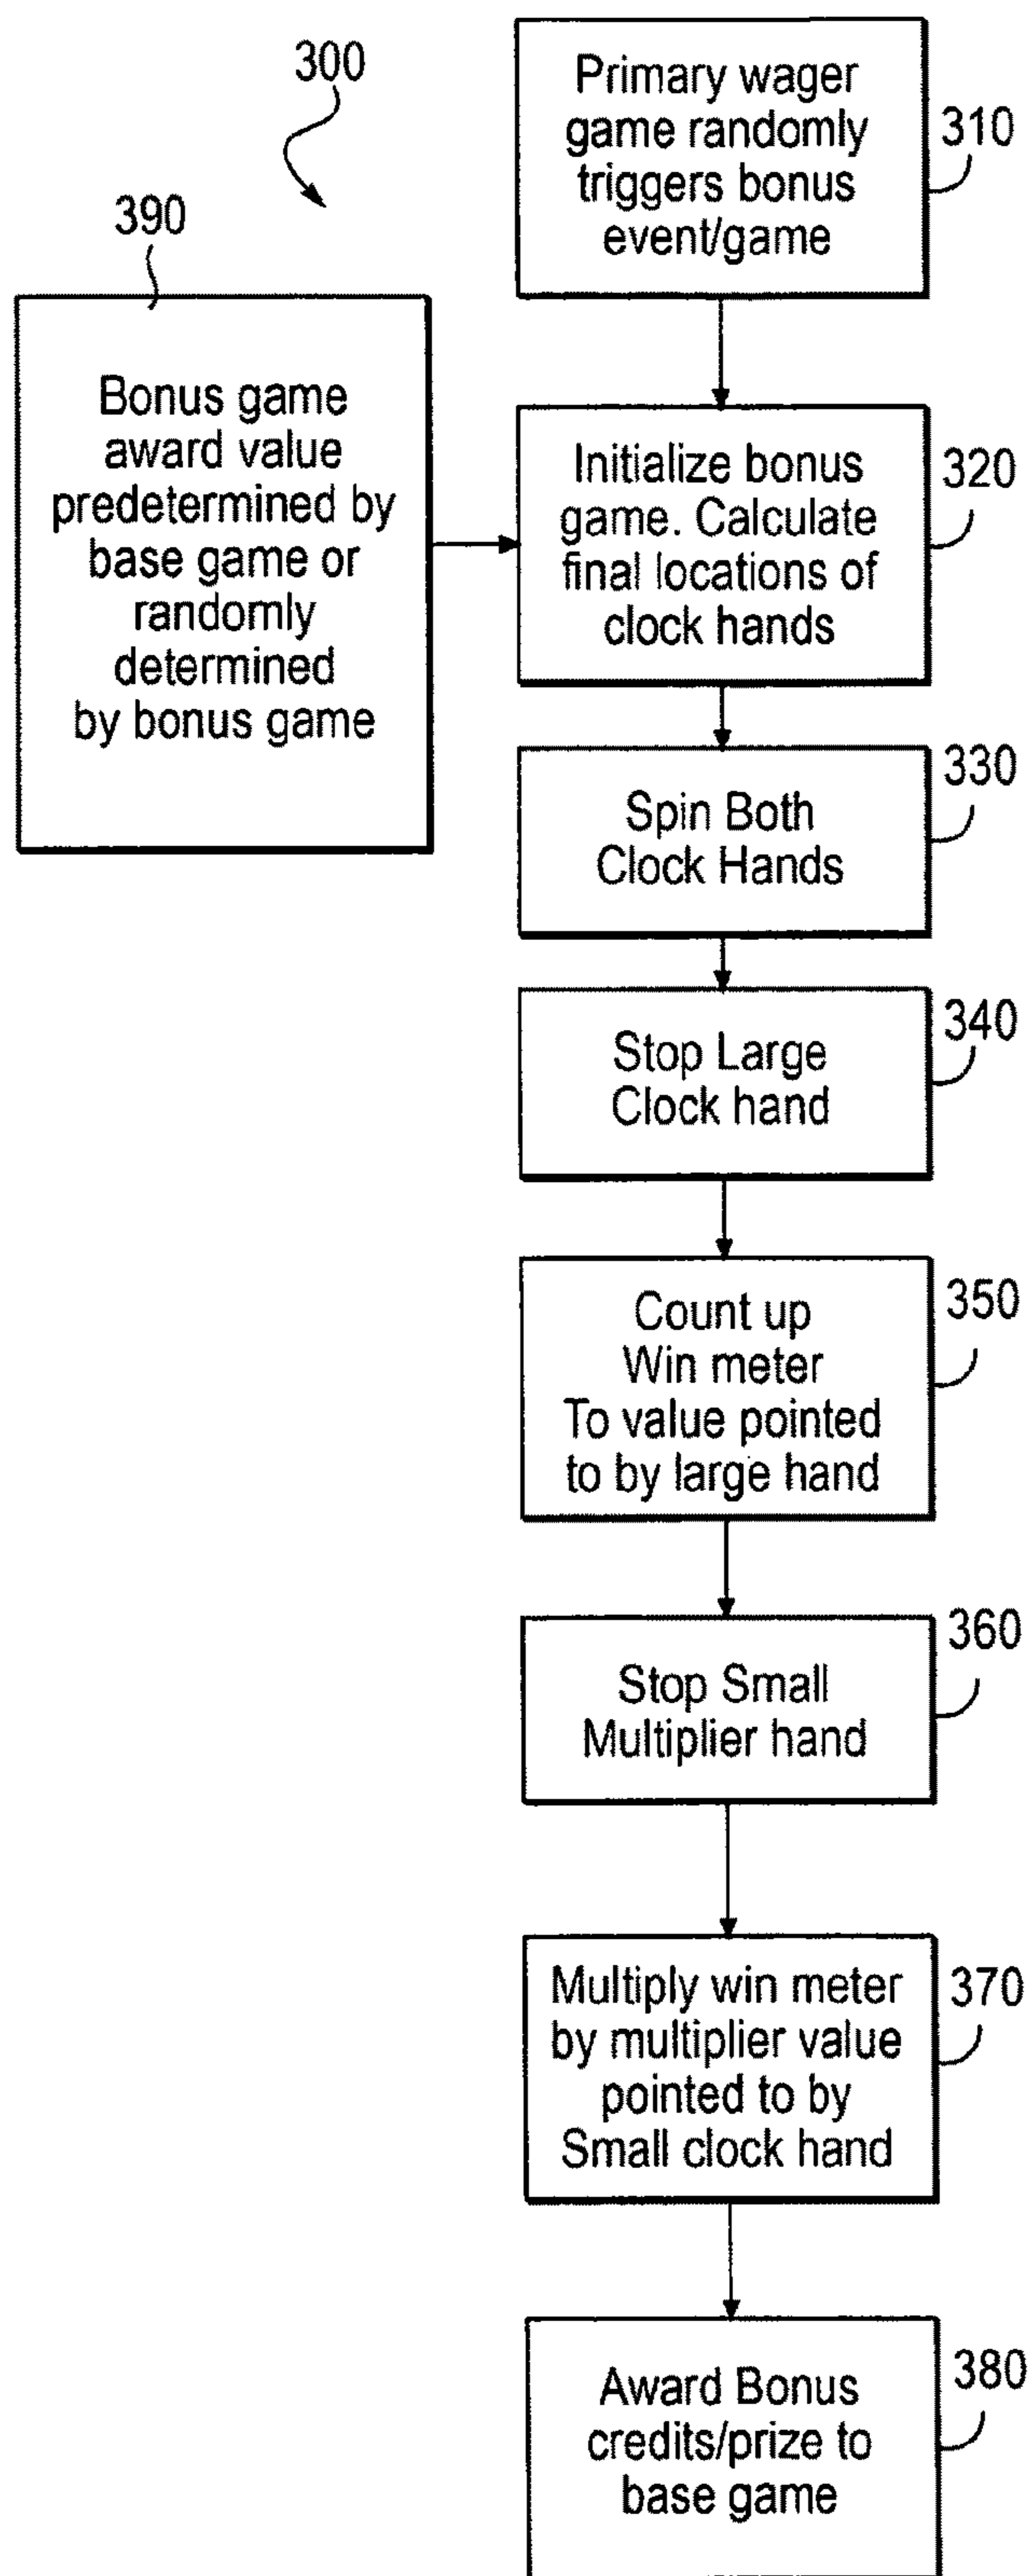 300
Primary wager
game randomly
triggers bonus
event/game
310
390
Bonus game
award value
predetermined by
base game or
randomly
determined
by bonus game
Initialize bonus
game. Calculate
final locations of
clock hands
320
Spin Both
Clock Hands
330
Stop Large
Clock hand
340
Count up
Win meter
To value pointed
to by large hand
350
Stop Small
Multiplier hand
360
Multiply win meter
by multiplier value
pointed to by
Small clock hand
370
Award Bonus
credits/prize to
base game
380